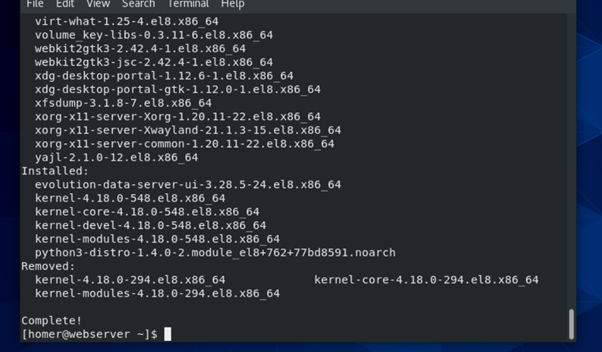 File Edit View Search Terminal Help
virt-what-1.25-4.el8.x86_64
volume_key-libs-0.3.11-6.el8.x86_64
webkit2gtk3-2.42.4-1.el8.x86_64
webkit2gtk3-jsc-2.42.4-1.el8.x86_64
xdg-desktop-portal-1.12.6-1.el8.x86_64
xdg-desktop-portal-gtk-1.12.0-1.el8.x86_64
xfsdump-3.1.8-7.el8.x86_64
xorg-x11-server-Xorg-1.20.11-22.el8.x86_64
xorg-x11-server-Xwayland-21.1.3-15.el8.x86_64
xorg-x11-server-common-1.20.11-22.el8.x86_64
yajl-2.1.0-12.el8.x86_64
Installed:
evolution-data-server-ui-3.28.5-24.el8.x86_64
kernel-4.18.0-548.el8.x86_64
kernel-core-4.18.0-548.el8.x86_64
kernel-devel-4.18.0-548.el8.x86_64
kernel-modules-4.18.0-548.el8.x86_64
python3-distro-1.4.0-2.module_el8+762+77bd8591.noarch
Removed:
kernel-4.18.0-294.el8.x86_64 kernel-core-4.18.0-294.el8.x86_64
kernel-modules-4.18.0-294.el8.x86_64
Complete!
[homer@webserver ~]$